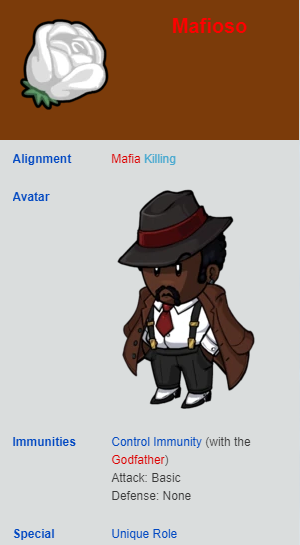 Mafioso
Alignment Mafia Killing
Avatar
Immunities Control Immunity (with the
Godfather)
Attack: Basic
Defense: None
Special Unique Role